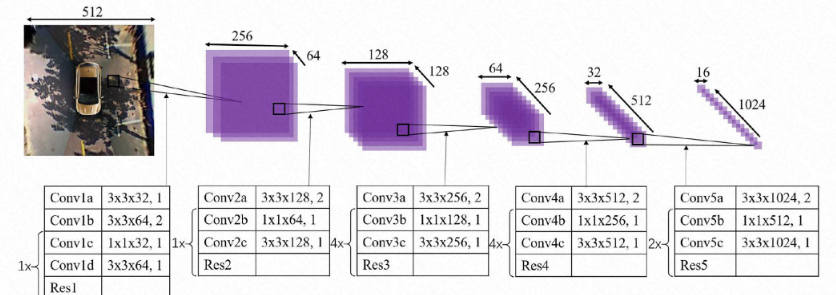 512
256
64
128
128
64
256
32
512
16
1024
Conv1a 3x3x32, 1
Conv1b 3x3x64, 2
Conv1c 1x1x32, 1
Conv1d 3x3x64, 1
Res1
1x
Conv2a 3x3x128, 2
Conv2b 1x1x64, 1
Conv2c 3x3x128, 1
Res2
1x
Conv3a 3x3x256, 2
Conv3b 1x1x128, 1
Conv3c 3x3x256, 1
Res3
4x
Conv4a 3x3x512, 2
Conv4b 1x1x256, 1
Conv4c 3x3x512, 1
Res4
4x
Conv5a 3x3x1024, 2
Conv5b 1x1x512, 1
Conv5c 3x3x1024, 1
Res5
2x